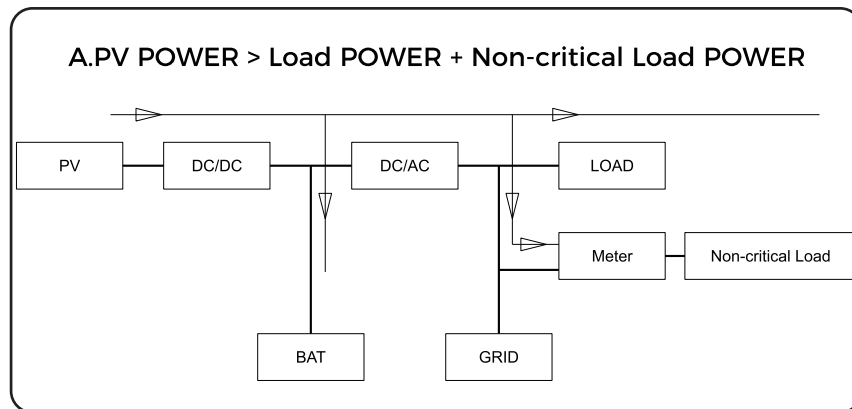 A.PV POWER > Load POWER + Non-critical Load POWER
PV
DC/DC
DC/AC
LOAD
Meter
Non-critical Load
BAT
GRID